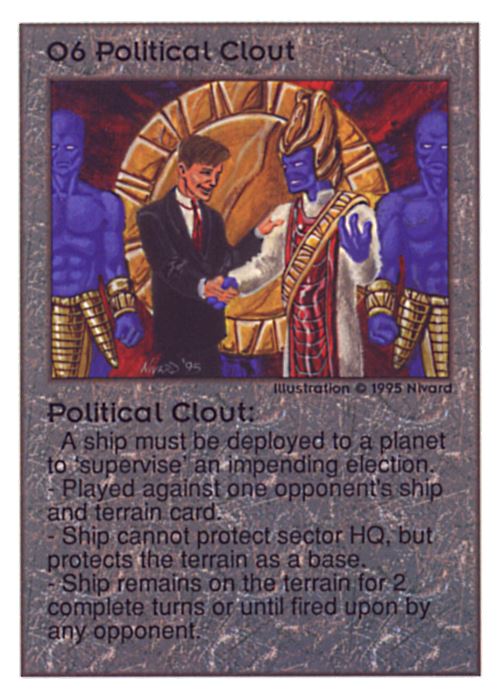 06 Political Clout
NIVARD '95
Illustration © 1995 Nivard
Political Clout:
A ship must be deployed to a planet
to 'supervise' an impending election.
- Played against one opponent's ship
and terrain card.
- Ship cannot protect sector HQ, but
protects the terrain as a base.
- Ship remains on the terrain for 2
complete turns or until fired upon by
any opponent.